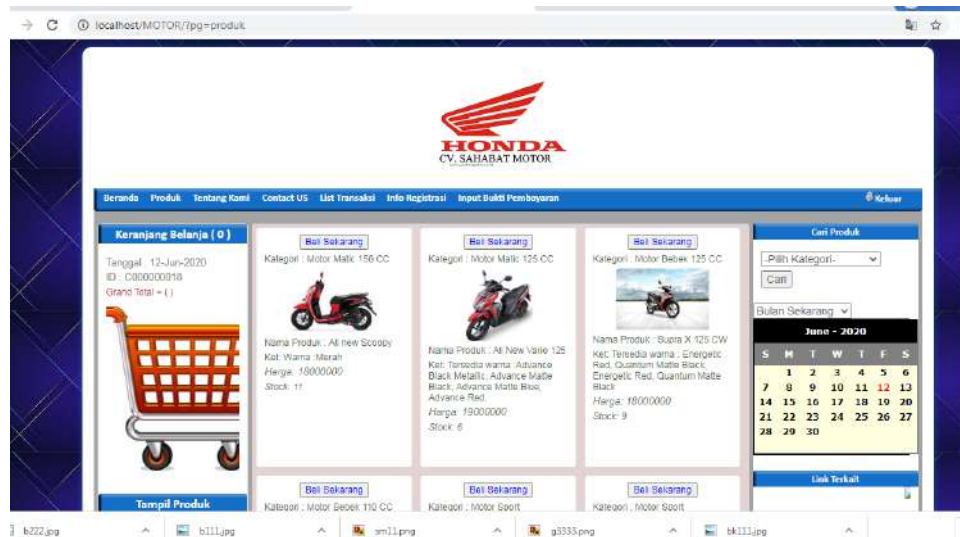 localhost/MOTOR/?pg=produk
HONDA
CV. SAHABAT MOTOR
Beranda Produk Tentang Kami Contact US List Transaksi Info Registrasi Input Bukti Pembayaran Keluar
Keranjang Belanja ( 0 )
Tanggal : 12-Jun-2020
ID : C000000018
Grand Total = ( )
Tampil Produk
Beli Sekarang
Kategori : Motor Matic 150 CC
Nama Produk : All new Scoopy
Ket: Warna :Merah
Harga: 18000000
Stock: 11
Beli Sekarang
Kategori : Motor Matic 125 CC
Nama Produk : All New Vario 125
Ket: Tersedia warna :Advance
Black Metallic, Advance Matte
Black, Advance Matte Blue,
Advance Red.
Harga: 19000000
Stock: 6
Beli Sekarang
Kategori : Motor Bebek 125 CC
Nama Produk : Supra X 125 CW
Ket: Tersedia warna : Energetic
Red, Quantum Matte Black,
Energetic Red, Quantum Matte
Black
Harga: 18000000
Stock: 9
Beli Sekarang
Kategori : Motor Bebek 110 CC
Beli Sekarang
Kategori : Motor Sport
Beli Sekarang
Kategori : Motor Sport
Cari Produk
-Pilih Kategori-
Cari
Bulan Sekarang
June - 2020
S M T W T F S
1 2 3 4 5 6
7 8 9 10 11 12 13
14 15 16 17 18 19 20
21 22 23 24 25 26 27
28 29 30
Link Terkait
b222.jpg
b111.jpg
sm11.png
g3333.png
bk111.jpg